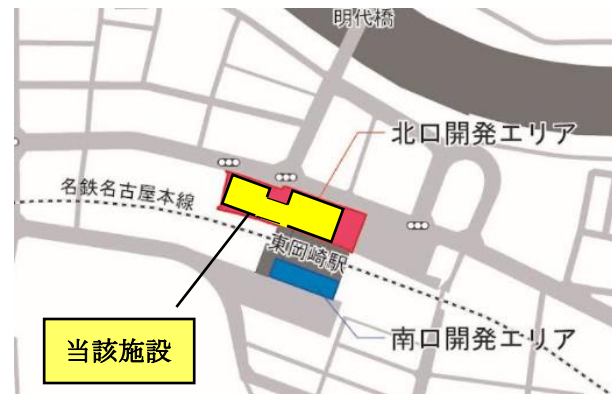 明代橋
北口開発エリア
名鉄名古屋本線
東岡崎駅
当該施設
南口開発エリア